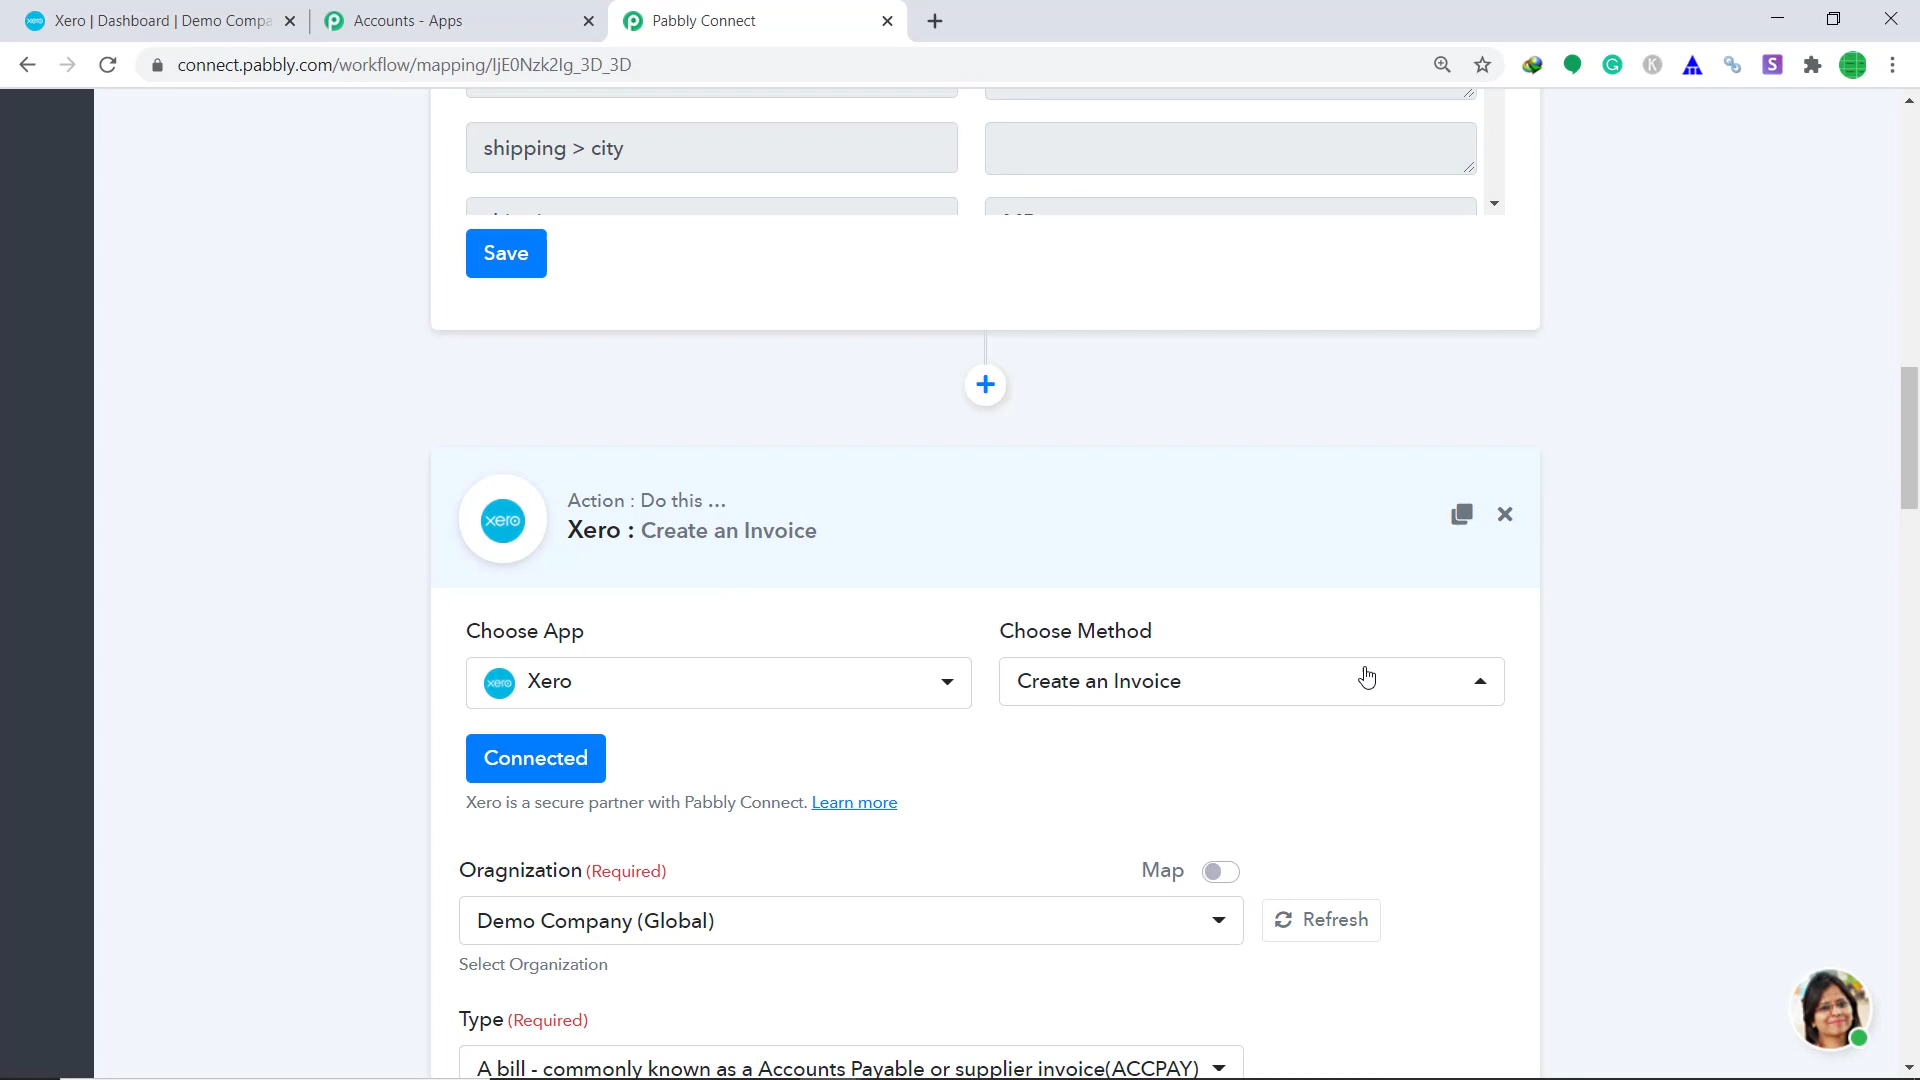 Xero | Dashboard | Demo Compa
Accounts - Apps
Pabbly Connect
connect.pabbly.com/workflow/mapping/IjE0Nzk2Ig_3D_3D
shipping > city
Save
Action : Do this ...
Xero : Create an Invoice
xero
Choose App
Choose Method
xero
Xero
Create an Invoice
Connected
Xero is a secure partner with Pabbly Connect. Learn more
Oragnization (Required)
Map
Demo Company (Global)
Refresh
Select Organization
Type (Required)
A bill - commonly known as a Accounts Payable or supplier invoice(ACCPAY)